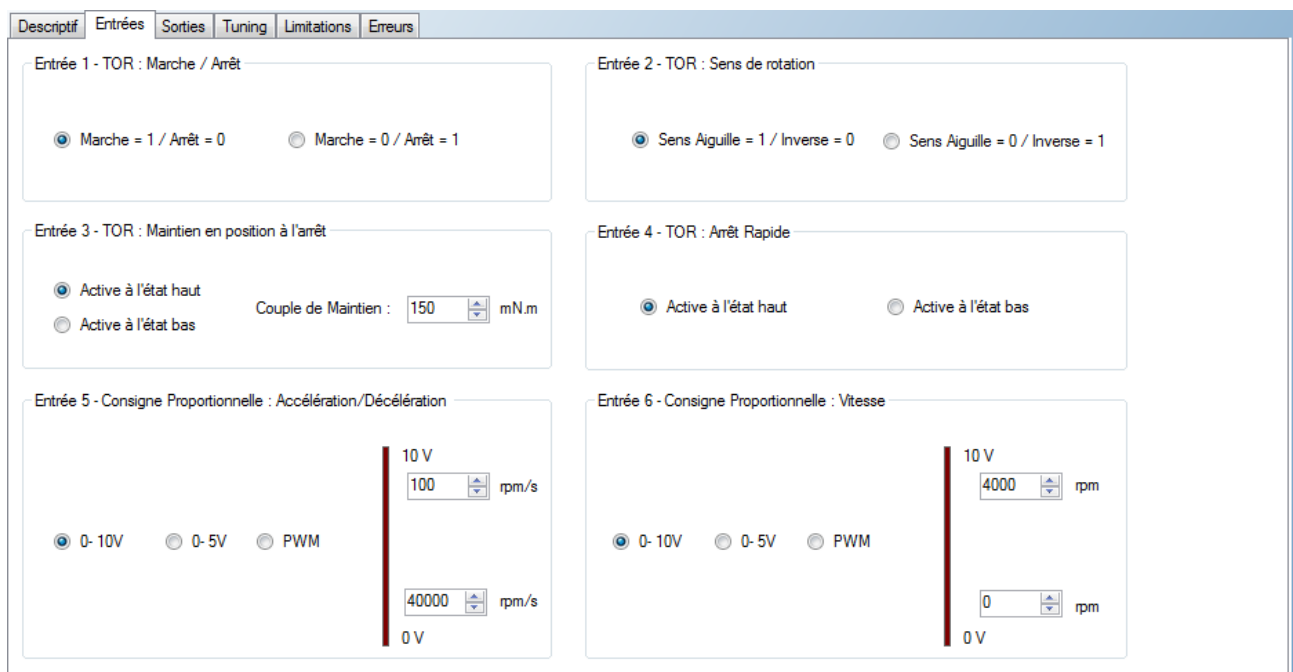 Descriptif Entrées Sorties Tuning Limitations Erreurs
Entrée 1 - TOR : Marche / Arrêt
Marche = 1 / Arrêt = 0
Marche = 0 / Arrêt = 1
Entrée 2 - TOR : Sens de rotation
Sens Aiguille = 1 / Inverse = 0
Sens Aiguille = 0 / Inverse = 1
Entrée 3 - TOR : Maintien en position à l'arrêt
Active à l'état haut
Active à l'état bas
Couple de Maintien : 150 mN.m
Entrée 4 - TOR : Arrêt Rapide
Active à l'état haut
Active à l'état bas
Entrée 5 - Consigne Proportionnelle : Accélération/Décélération
0- 10V
0- 5V
PWM
10 V
100 rpm/s
40000 rpm/s
0 V
Entrée 6 - Consigne Proportionnelle : Vitesse
0- 10V
0- 5V
PWM
10 V
4000 rpm
0 rpm
0 V